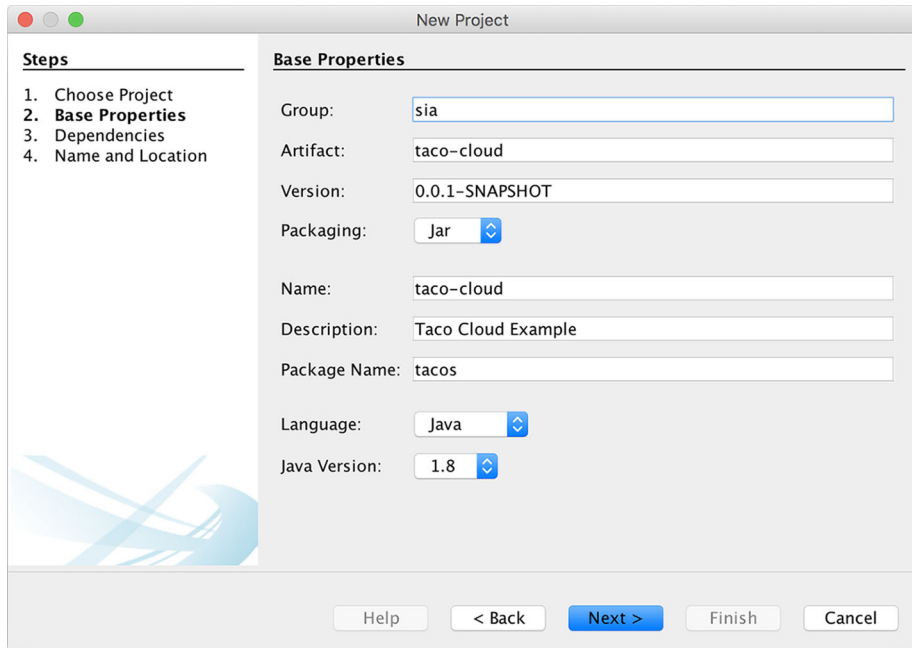 New Project
Steps
1. Choose Project
2. Base Properties
3. Dependencies
4. Name and Location
Base Properties
Group: sia
Artifact: taco-cloud
Version: 0.0.1-SNAPSHOT
Packaging: Jar
Name: taco-cloud
Description: Taco Cloud Example
Package Name: tacos
Language: Java
Java Version: 1.8
Help < Back Next > Finish Cancel